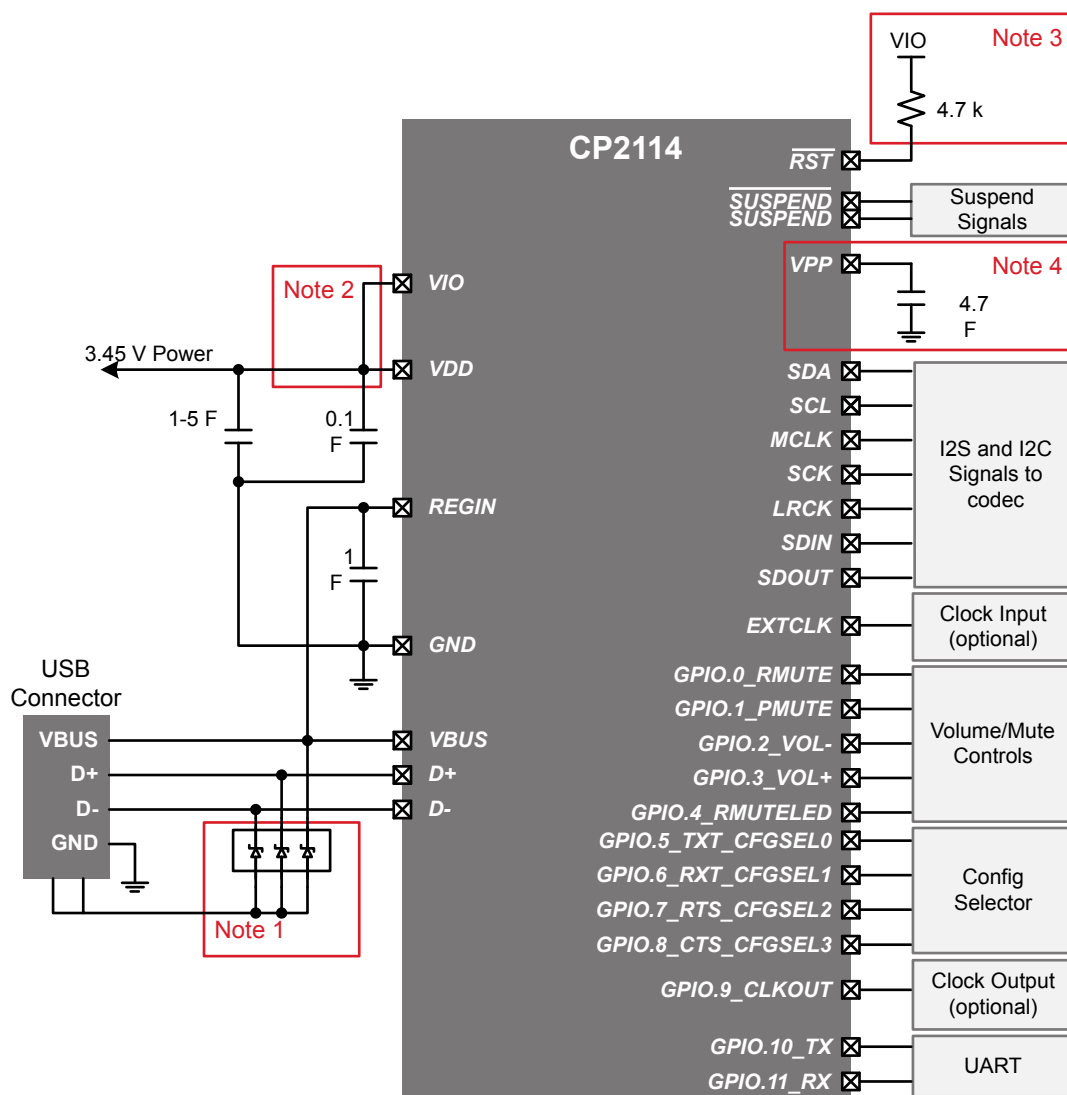 Note 3
VIO
4.7 k
CP2114
RST
SUSPEND
SUSPEND
Suspend
Signals
VPP
Note 4
4.7
F
Note 2
VIO
3.45 V Power
VDD
1-5 F
0.1
F
REGIN
1
F
GND
USB
Connector
VBUS
D+
D-
GND
VBUS
D+
D-
Note 1
SDA
SCL
MCLK
SCK
LRCK
SDIN
SDOUT
I2S and I2C
Signals to
codec
EXTCLK
Clock Input
(optional)
GPIO.0_RMUTE
GPIO.1_PMUTE
GPIO.2_VOL-
GPIO.3_VOL+
GPIO.4_RMUTELED
Volume/Mute
Controls
GPIO.5_TXT_CFGSEL0
GPIO.6_RXT_CFGSEL1
GPIO.7_RTS_CFGSEL2
GPIO.8_CTS_CFGSEL3
Config
Selector
GPIO.9_CLKOUT
Clock Output
(optional)
GPIO.10_TX
GPIO.11_RX
UART